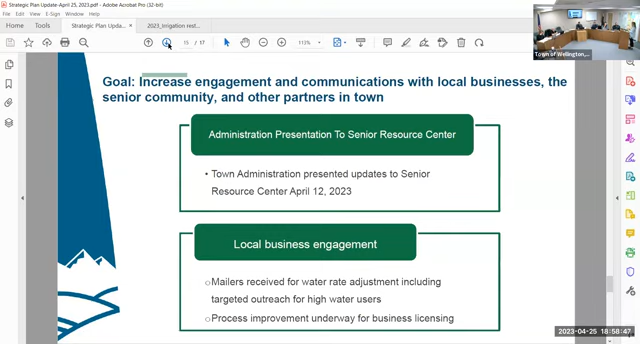 Strategic Plan Update-April 25, 2023.pdf - Adobe Acrobat Pro (32-bit)
File Edit View E-Sign Window Help
Home Tools Strategic Plan Upda... × 2023_Irrigation rest...
15 / 17 113%
Town of Wellington,...
Goal: Increase engagement and communications with local businesses, the
senior community, and other partners in town
Administration Presentation To Senior Resource Center
• Town Administration presented updates to Senior
Resource Center April 12, 2023
Local business engagement
○Mailers received for water rate adjustment including
targeted outreach for high water users
○Process improvement underway for business licensing
2023-04-25 18:58:47